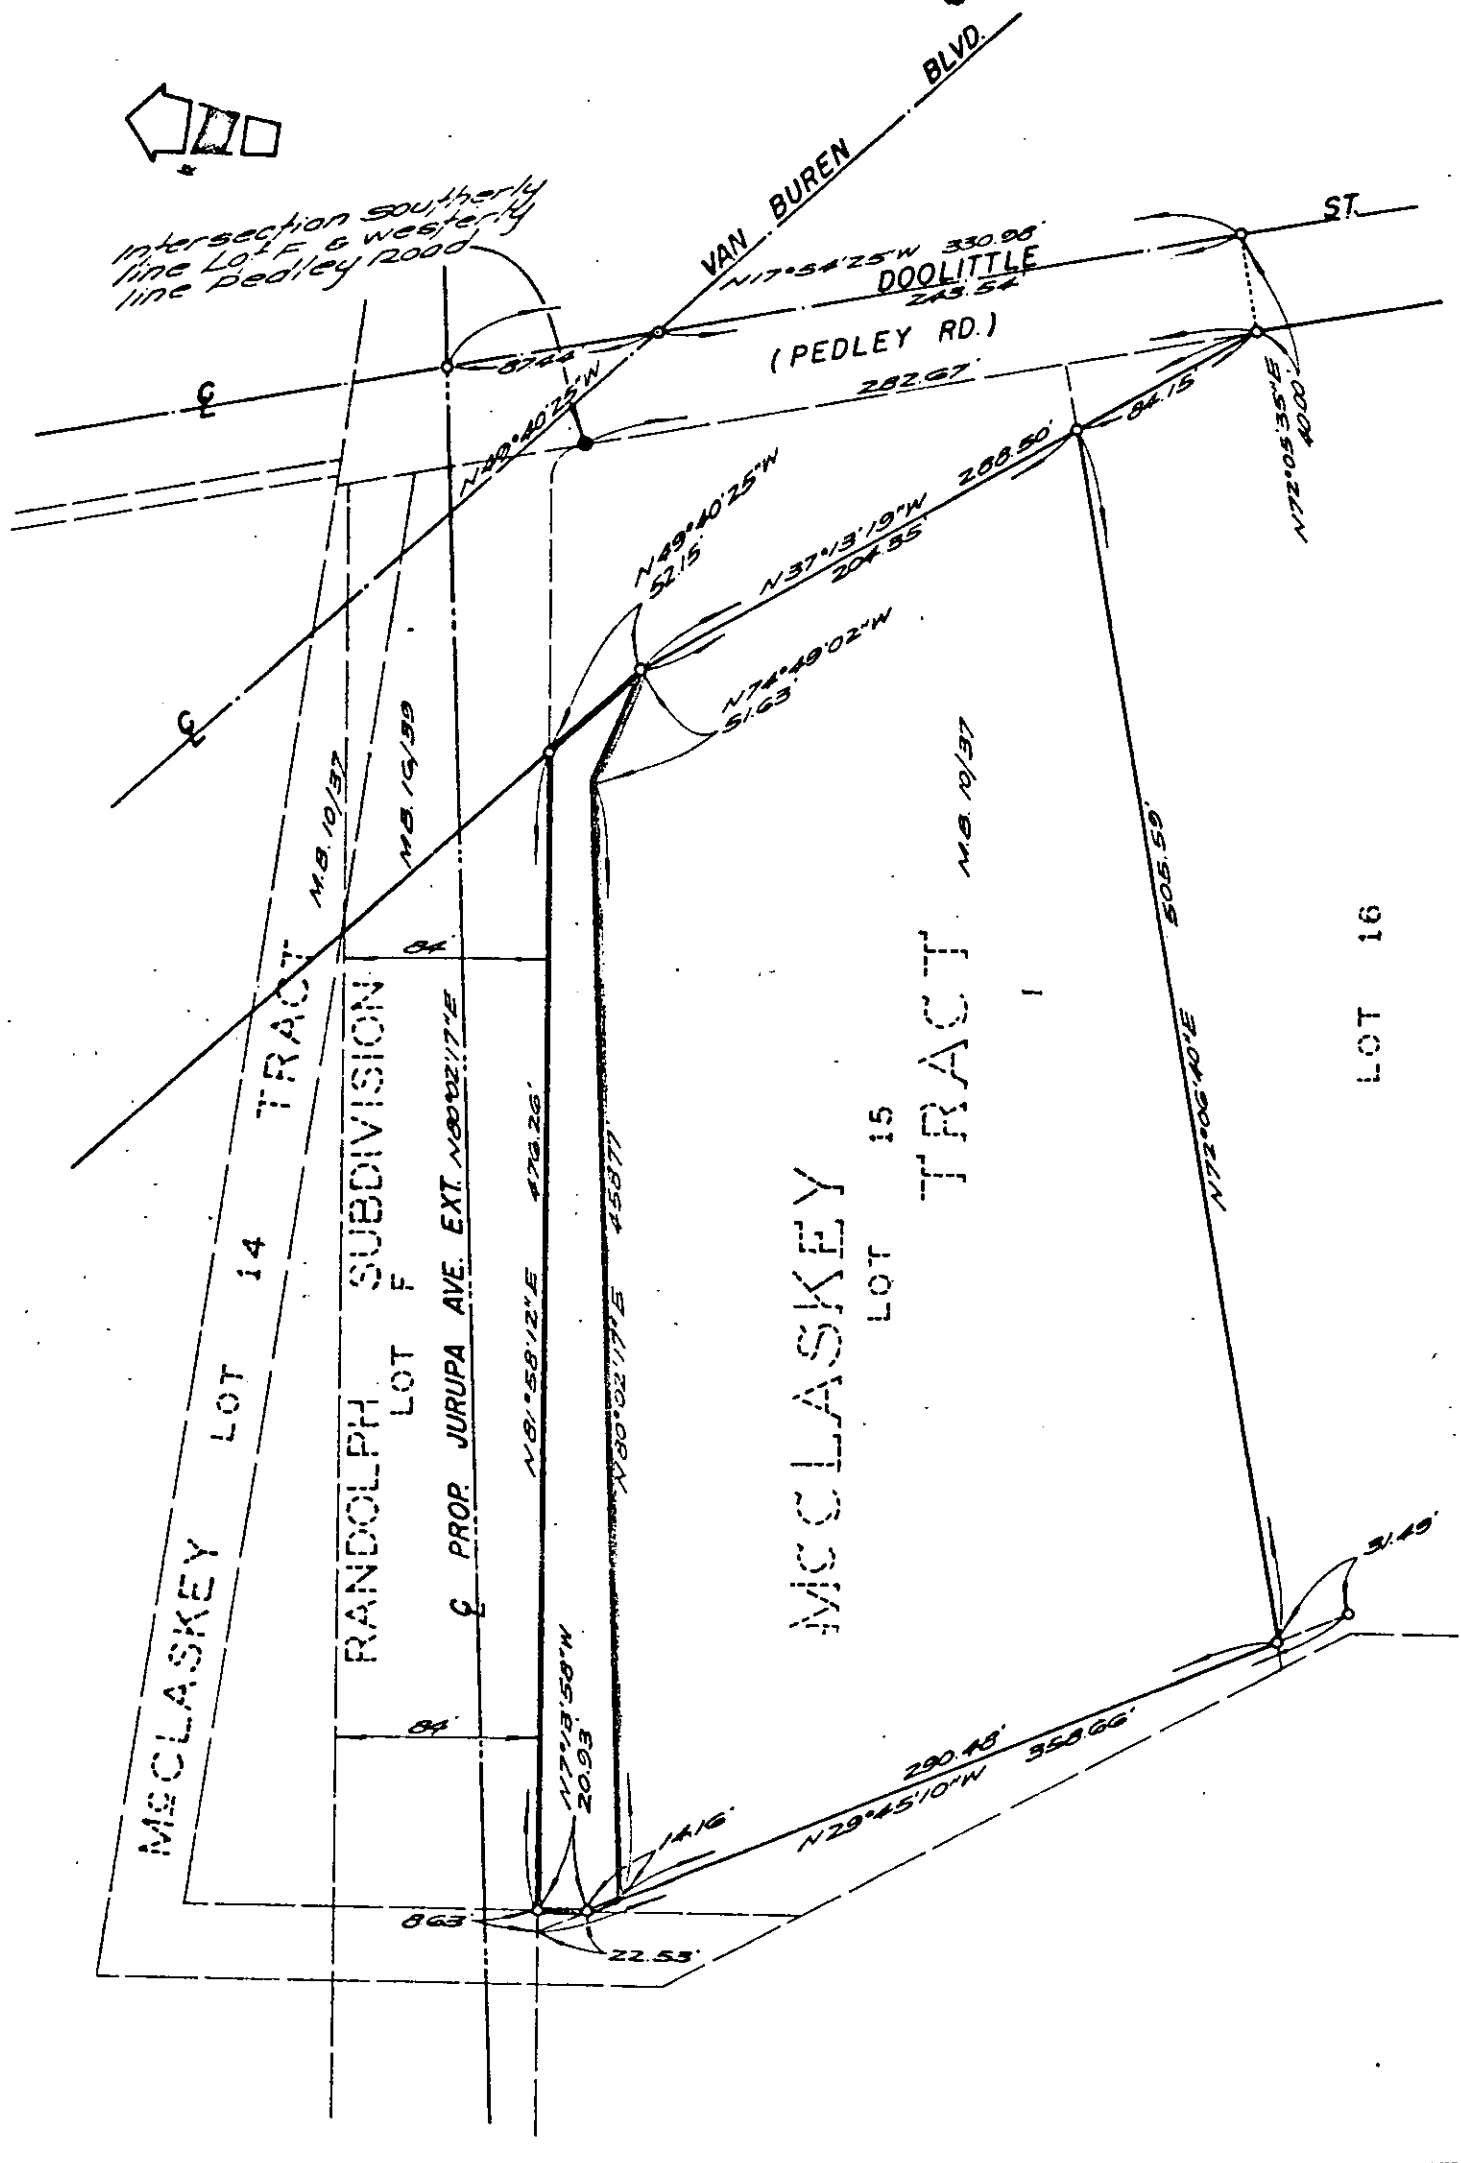 Intersection southerly
line Lot F & westerly
line Pedley Road
VAN BUREN BLVD.
N17°54'25"W 330.98'
DOOLITTLE ST.
243.54'
(PEDLEY RD.)
87.44'
282.67'
N49°40'25"W
84.15'
N72°05'35"E
40.00'
288.50'
N37°13'19"W
204.35'
N49°40'25"W
52.15'
N74°49'02"W
51.63'
M.B. 10/37
M.B. 16/39
M.B. 10/37
84'
505.59'
N72°06'40"E
LOT 16
McCLASKEY LOT 14 TRACT
RANDOLPH SUBDIVISION
LOT F
℄ PROP. JURUPA AVE. EXT. N80°02'17"E
N81°58'12"E 476.26'
N80°02'17"E 458.77'
McCLASKEY
LOT 15
TRACT
84'
N7°13'58"W
20.93'
14.16'
290.48'
358.66'
N29°45'10"W
31.49'
8.63'
22.53'